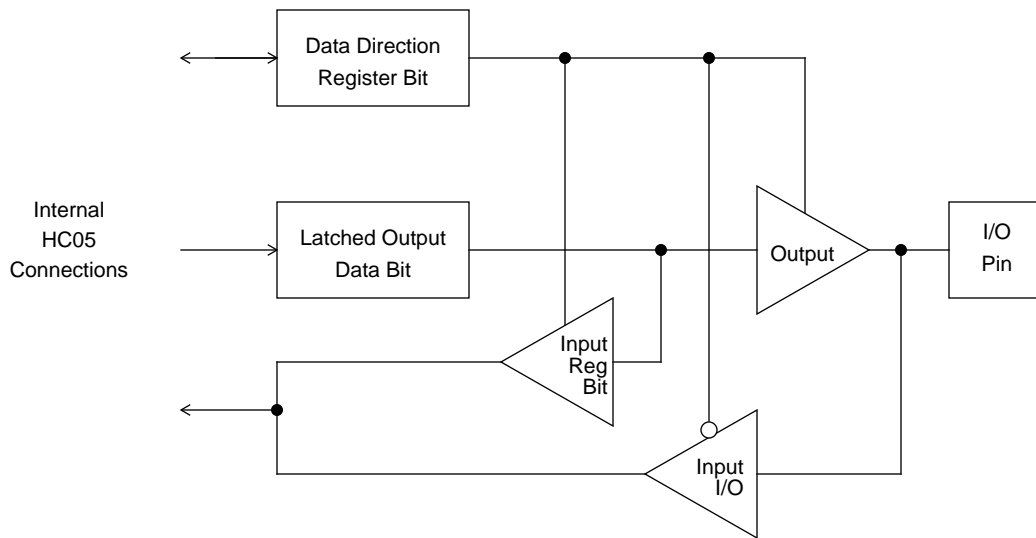 Data Direction
Register Bit
Internal
HC05
Connections
Latched Output
Data Bit
Output
I/O
Pin
Input
Reg
Bit
Input
I/O